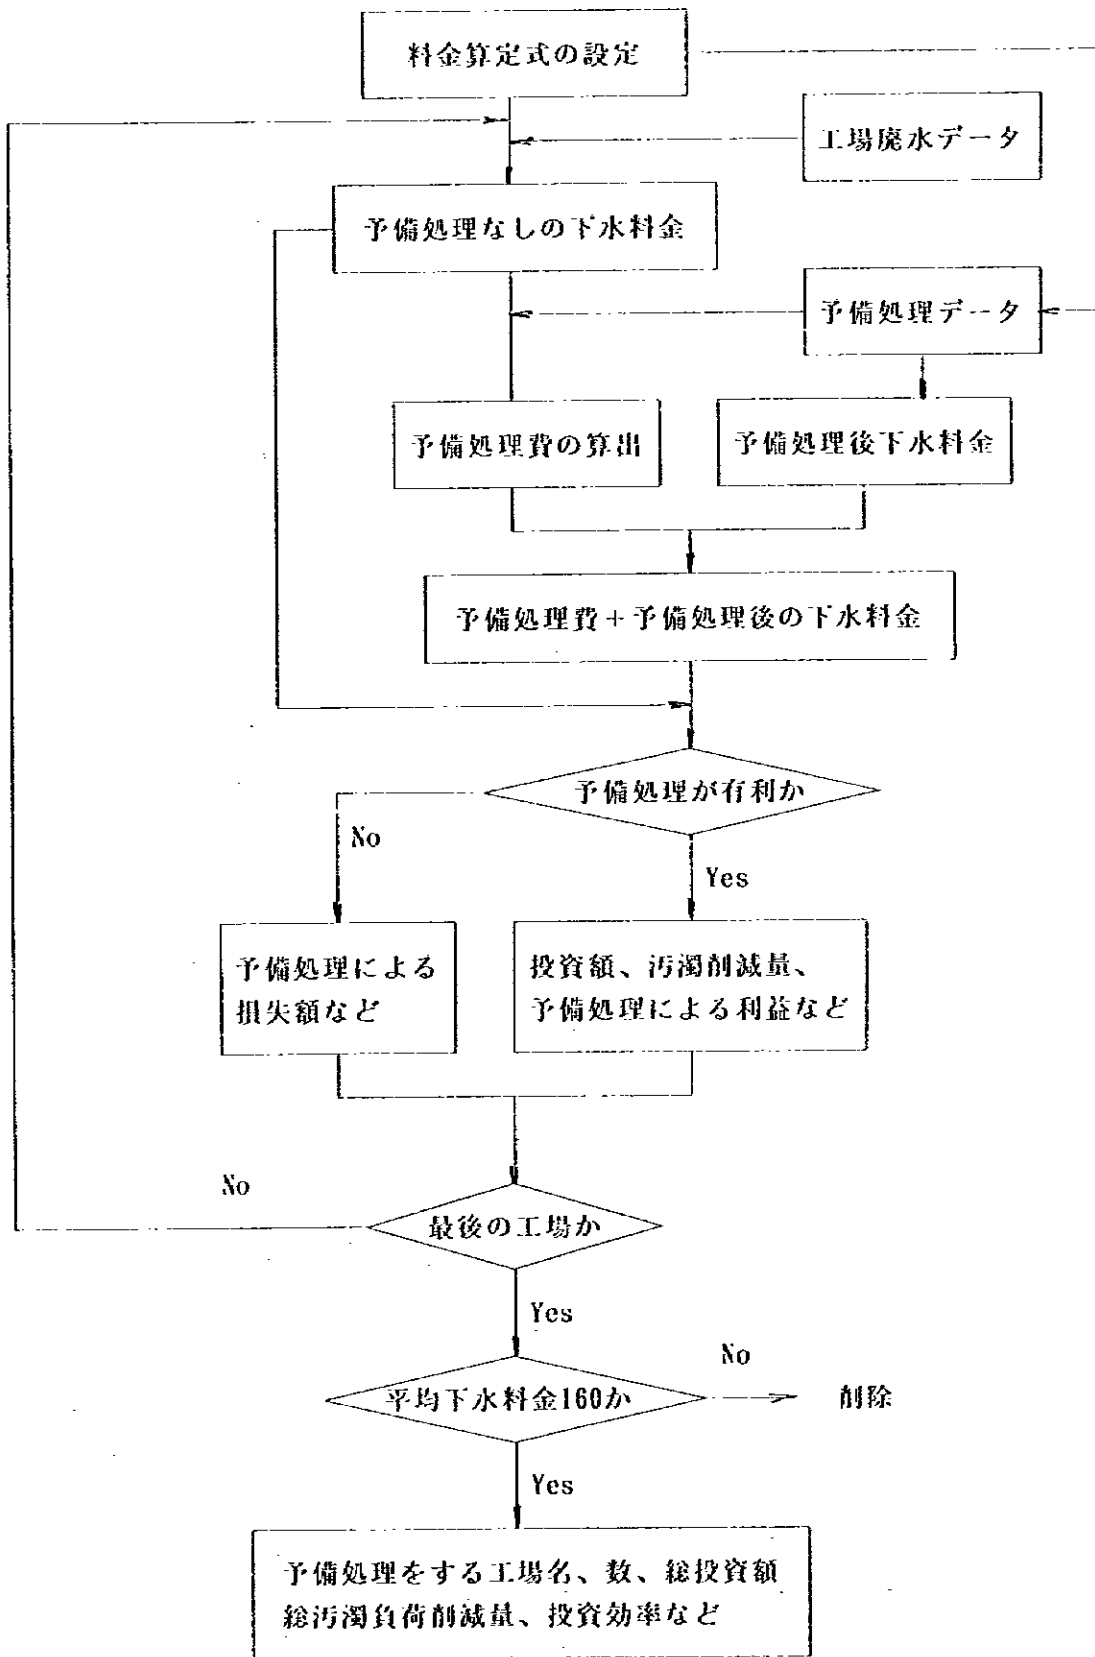 料金算定式の設定
工場廃水データ
予備処理なしの下水料金
予備処理データ
予備処理費の算出
予備処理後下水料金
予備処理費＋予備処理後の下水料金
予備処理が有利か
No
Yes
予備処理による
損失額など
投資額、汚濁削減量、
予備処理による利益など
No
最後の工場か
Yes
No
平均下水料金160か
削除
Yes
予備処理をする工場名、数、総投資額
総汚濁負荷削減量、投資効率など